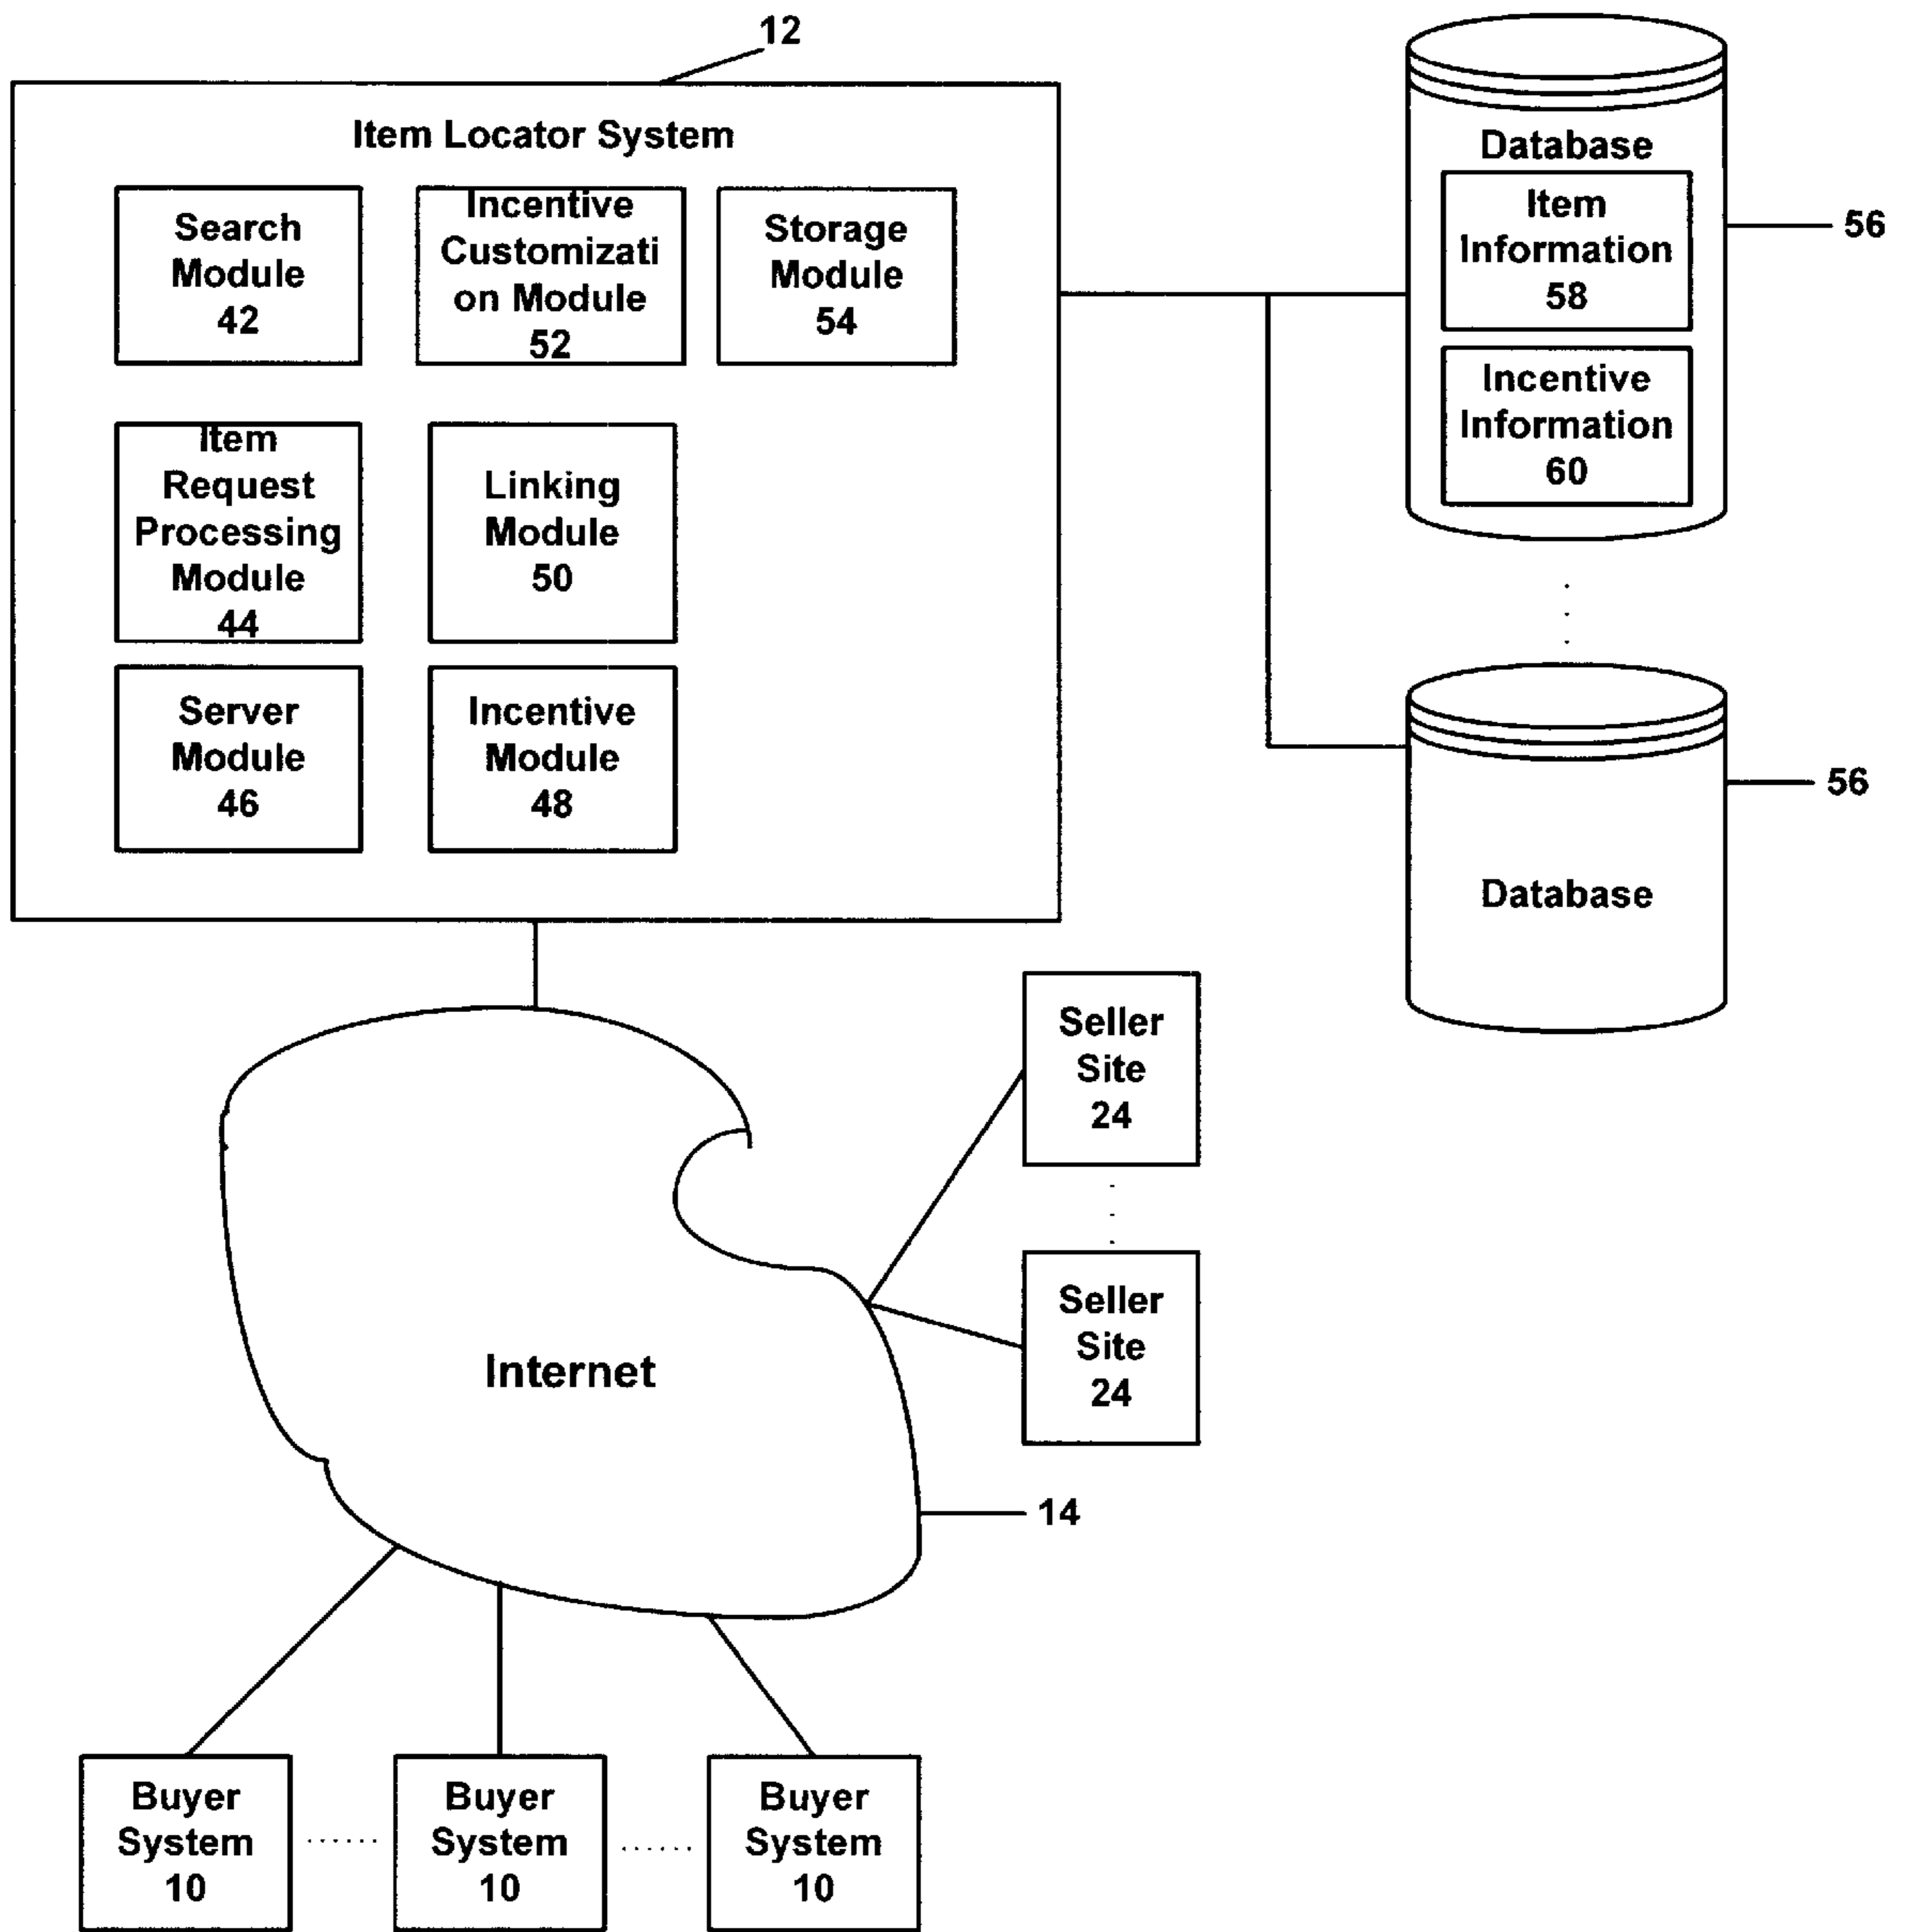 12
Item Locator System
Search
Module
42
Incentive
Customizati
on Module
52
Storage
Module
54
Item
Request
Processing
Module
44
Linking
Module
50
Server
Module
46
Incentive
Module
48
Database
Item
Information
58
Incentive
Information
60
56
Database
56
Seller
Site
24
Seller
Site
24
Internet
14
Buyer
System
10
Buyer
System
10
Buyer
System
10